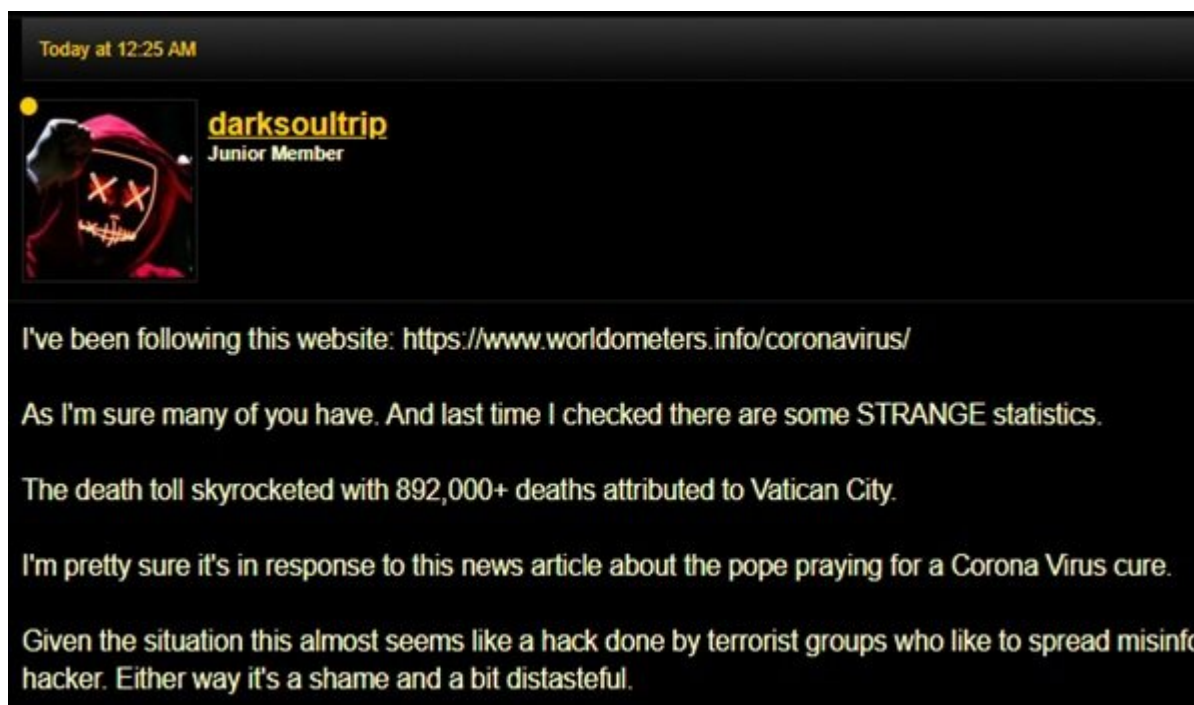 Today at 12:25 AM
darksoultrip
Junior Member
I've been following this website: https://www.worldometers.info/coronavirus/
As I'm sure many of you have. And last time I checked there are some STRANGE statistics.
The death toll skyrocketed with 892,000+ deaths attributed to Vatican City.
I'm pretty sure it's in response to this news article about the pope praying for a Corona Virus cure.
Given the situation this almost seems like a hack done by terrorist groups who like to spread
hacker. Either way it's a shame and a bit distasteful.